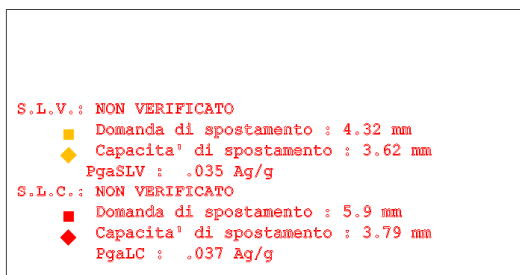 S.L.V.: NON VERIFICATO
Domanda di spostamento : 4.32 mm
Capacita' di spostamento : 3.62 mm
PgaSLV : .035 Ag/g
S.L.C.: NON VERIFICATO
Domanda di spostamento : 5.9 mm
Capacita' di spostamento : 3.79 mm
PgaLC : .037 Ag/g